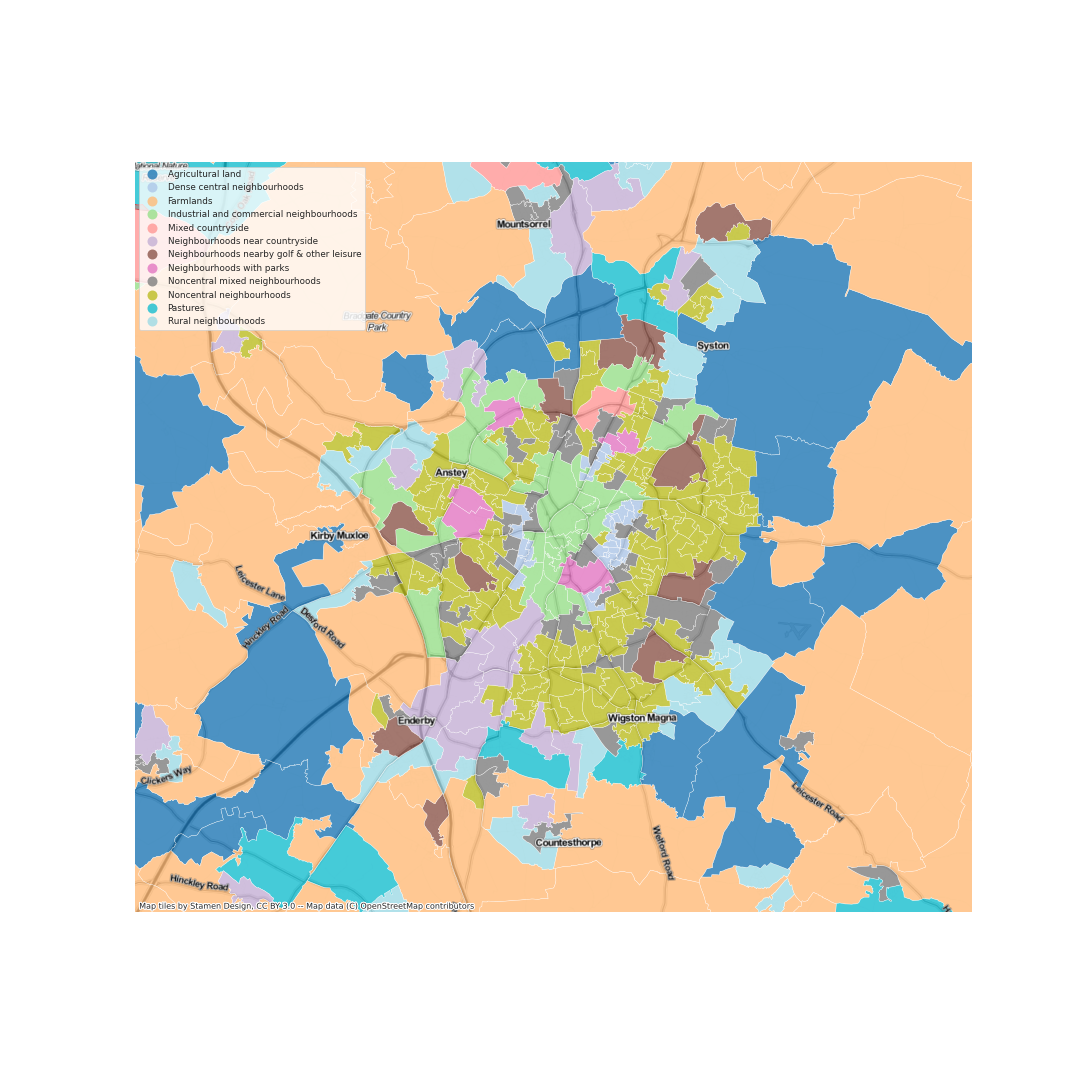 Agricultural land
Dense central neighbourhoods
Farmlands
Industrial and commercial neighbourhoods
Mixed countryside
Neighbourhoods near countryside
Neighbourhoods nearby golf & other leisure
Neighbourhoods with parks
Noncentral mixed neighbourhoods
Noncentral neighbourhoods
Pastures
Rural neighbourhoods
Mountsorrel
Country
Park
Syston
Anstey
Kirby Muxloe
Leicester Lane
Hinckley Road
Desford Road
Enderby
Wigston Magna
Clickers Way
Leicester Road
Countesthorpe
Welford Road
Hinckley Road
Map tiles by Stamen Design, CC BY 3.0 -- Map data (C) OpenStreetMap contributors